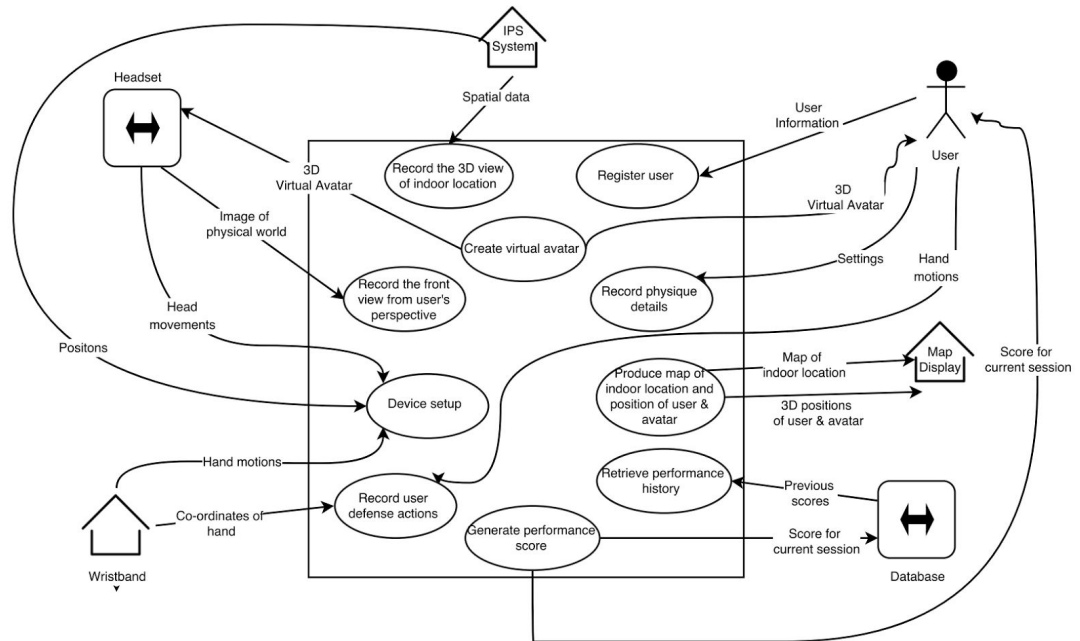 IPS
System
Headset
Spatial data
User
Information
User
Record the 3D view
of indoor location
Register user
3D
Virtual Avatar
3D
Virtual Avatar
Image of
physical world
Create virtual avatar
Settings
Hand
motions
Record the front
view from user's
perspective
Record physique
details
Head
movements
Positons
Map of
indoor location
Map
Display
Score for
current session
Produce map of
indoor location and
position of user &
avatar
Device setup
3D positions
of user & avatar
Hand motions
Retrieve performance
history
Previous
scores
Record user
defense actions
Co-ordinates of
hand
Generate performance
score
Score for
current session
Wristband
Database